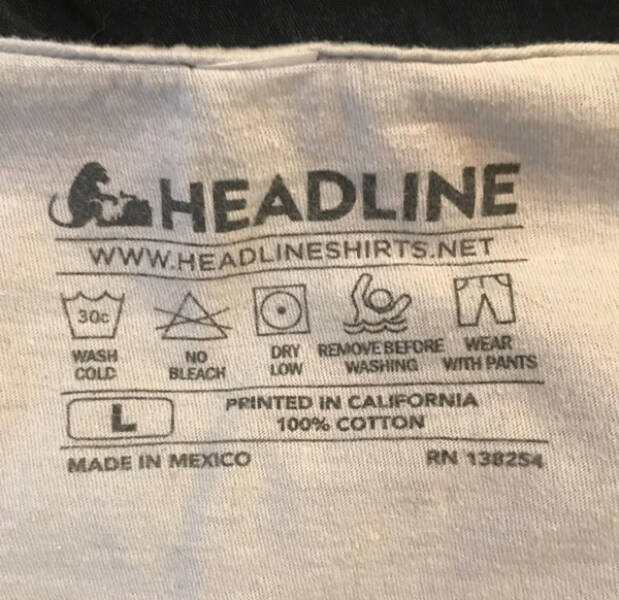 HEADLINE
WWW.HEADLINESHIRTS.NET
30c
WASH COLD
NO BLEACH
DRY LOW
REMOVE BEFORE WASHING
WEAR WITH PANTS
L
PRINTED IN CALIFORNIA
100% COTTON
MADE IN MEXICO
RN 138254